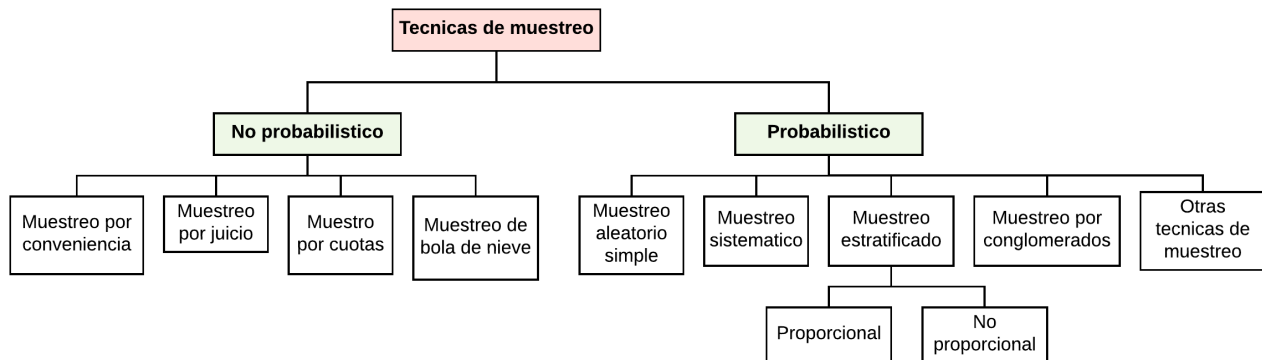 Tecnicas de muestreo
No probabilistico
Probabilistico
Muestreo por
conveniencia
Muestreo
por juicio
Muestro
por cuotas
Muestreo de
bola de nieve
Muestreo
aleatorio
simple
Muestreo
sistematico
Muestreo
estratificado
Muestreo por
conglomerados
Otras
tecnicas de
muestreo
Proporcional
No
proporcional